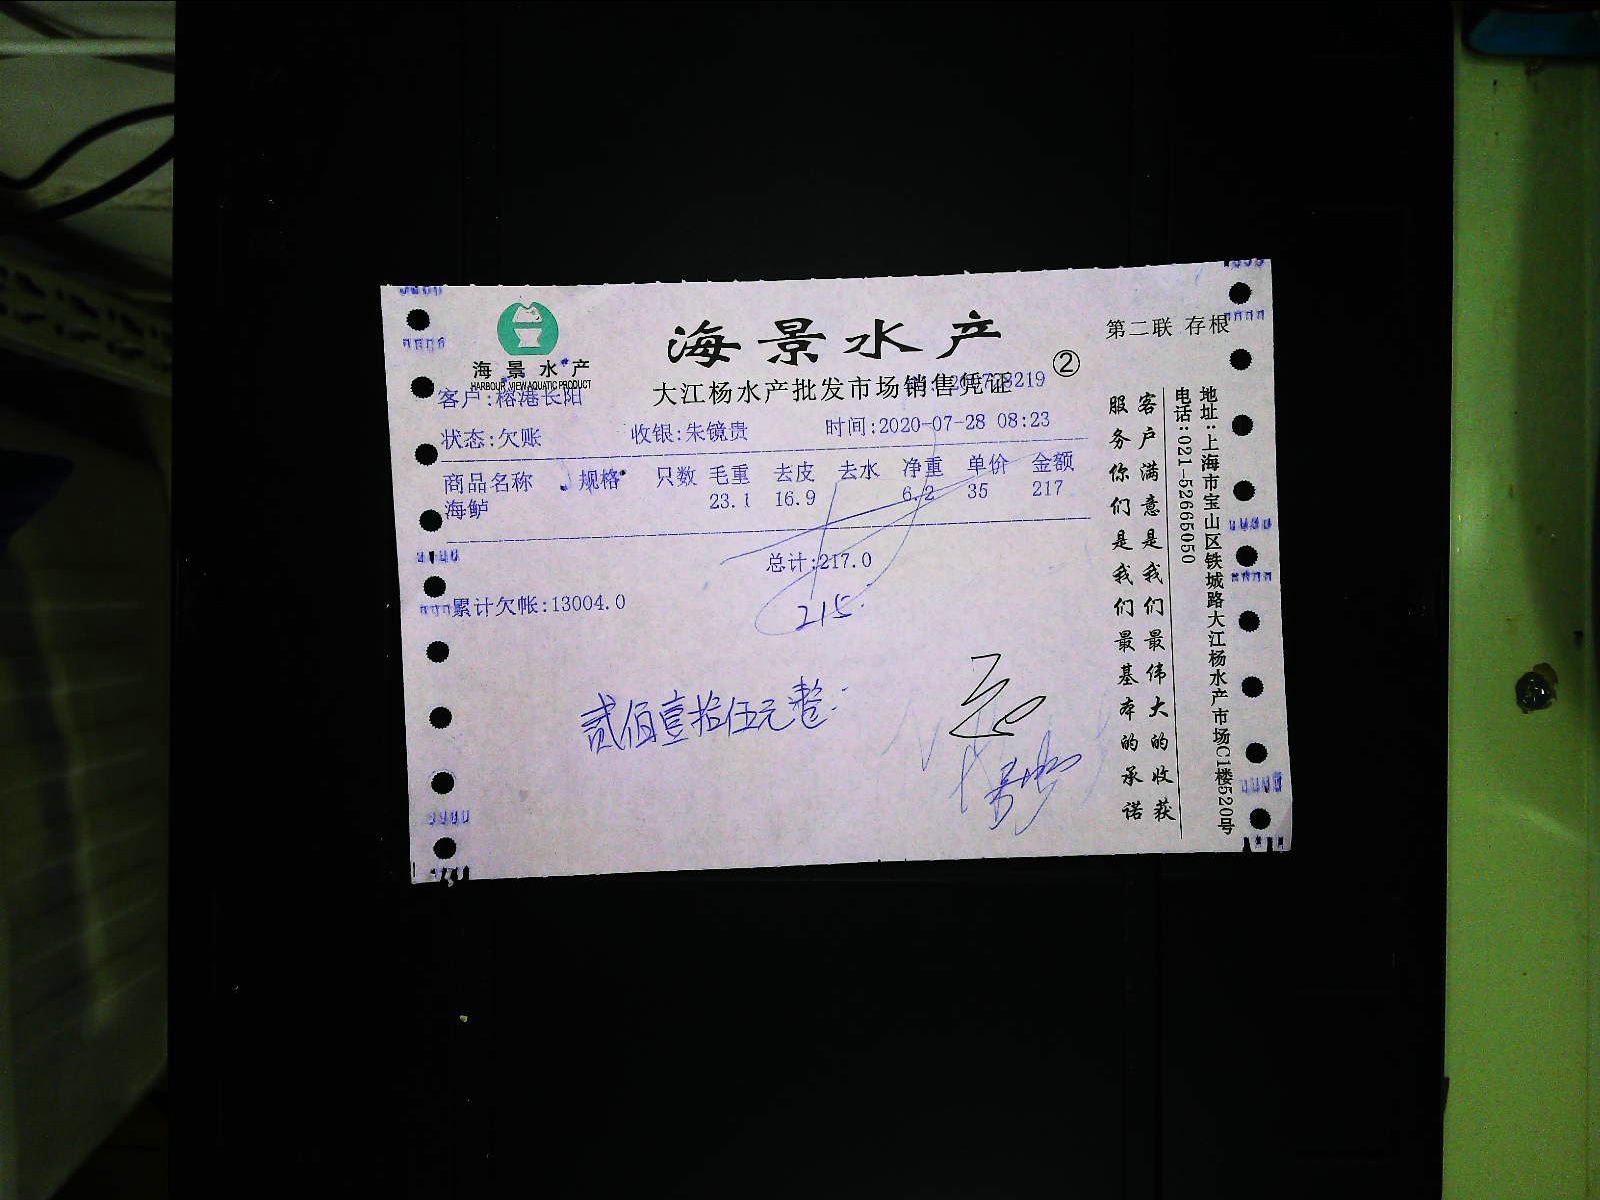 海景水产
HARBOUR VIEW AQUATIC PRODUCT
海景水产
②
第二联 存根
大江杨水产批发市场销售凭证
客户:榕港长阳
状态:欠账 收银:朱镜贵 时间:2020-07-28 08:23
商品名称 规格 只数 毛重 去皮 去水 净重 单价 金额
海鲈 23.1 16.9 6.2 35 217
总计:217.0
215.
累计欠帐:13004.0
贰佰壹拾伍元整
客户满意是我们最伟大的收获
服务你们是我们最基本的承诺
地址:上海市宝山区铁城路大江杨水产市场C1楼520号
电话:021-52665050